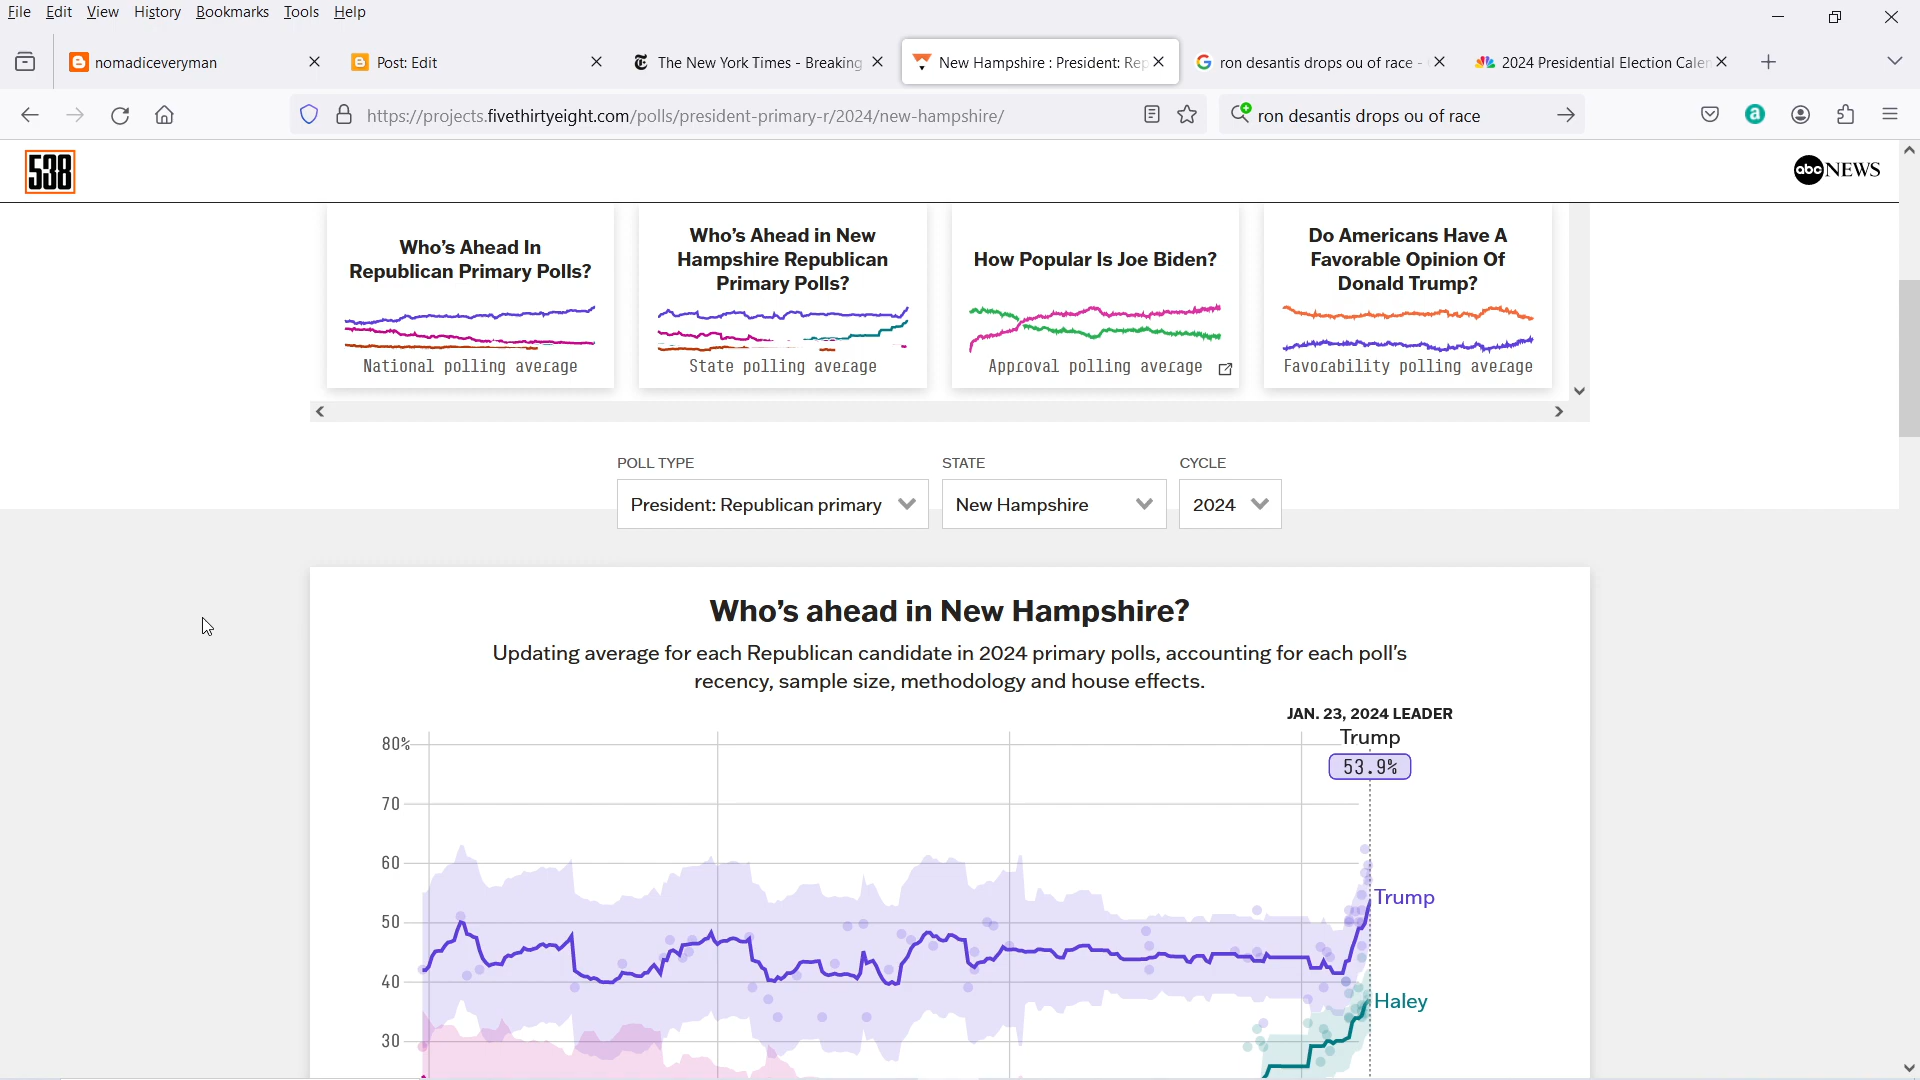 File Edit View History Bookmarks Tools Help
nomadiceveryman
Post: Edit
The New York Times - Breaking
New Hampshire : President: Rep
ron desantis drops ou of race -
2024 Presidential Election Calen
https://projects.fivethirtyeight.com/polls/president-primary-r/2024/new-hampshire/
ron desantis drops ou of race
538
abc NEWS
Who's Ahead In
Republican Primary Polls?
National polling average
Who's Ahead in New
Hampshire Republican
Primary Polls?
State polling average
How Popular Is Joe Biden?
Approval polling average
Do Americans Have A
Favorable Opinion Of
Donald Trump?
Favorability polling average
POLL TYPE
STATE
CYCLE
President: Republican primary
New Hampshire
2024
Who's ahead in New Hampshire?
Updating average for each Republican candidate in 2024 primary polls, accounting for each poll's
recency, sample size, methodology and house effects.
JAN. 23, 2024 LEADER
Trump
53.9%
80%
70
60
50
40
30
Trump
Haley